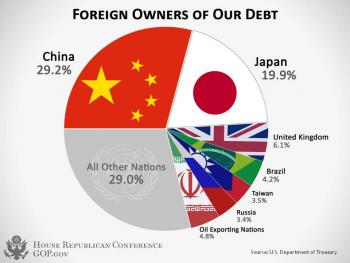 FOREIGN OWNERS OF OUR DEBT
China
29.2%
Japan
19.9%
United Kingdom
6.1%
Brazil
4.2%
Taiwan
3.5%
Russia
3.4%
Oil Exporting Nations
4.8%
All Other Nations
29.0%
HOUSE REPUBLICAN CONFERENCE
GOP.GOV
Source: U.S. Department of Treasury